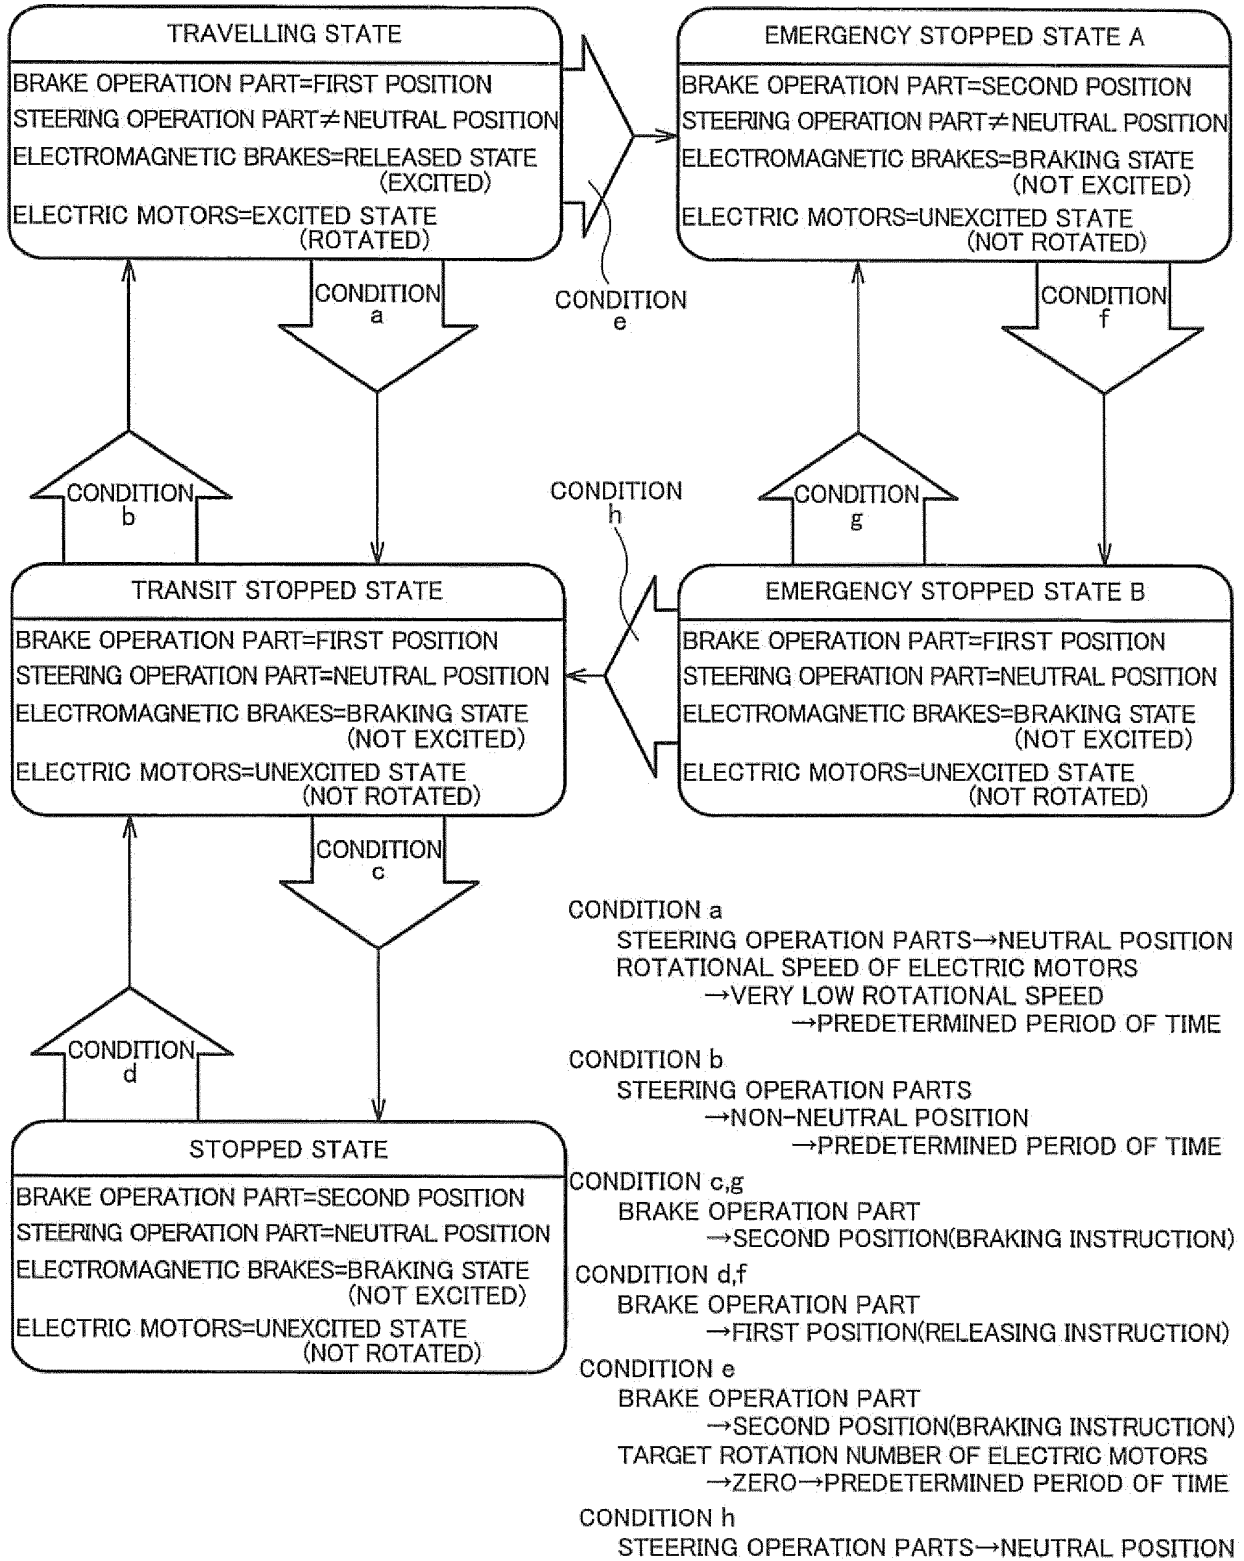 TRAVELLING STATE
BRAKE OPERATION PART=FIRST POSITION
STEERING OPERATION PART≠NEUTRAL POSITION
ELECTROMAGNETIC BRAKES=RELEASED STATE
(EXCITED)
ELECTRIC MOTORS=EXCITED STATE
(ROTATED)
EMERGENCY STOPPED STATE A
BRAKE OPERATION PART=SECOND POSITION
STEERING OPERATION PART≠NEUTRAL POSITION
ELECTROMAGNETIC BRAKES=BRAKING STATE
(NOT EXCITED)
ELECTRIC MOTORS=UNEXCITED STATE
(NOT ROTATED)
CONDITION
a
CONDITION
e
CONDITION
f
CONDITION
b
CONDITION
h
CONDITION
g
TRANSIT STOPPED STATE
BRAKE OPERATION PART=FIRST POSITION
STEERING OPERATION PART=NEUTRAL POSITION
ELECTROMAGNETIC BRAKES=BRAKING STATE
(NOT EXCITED)
ELECTRIC MOTORS=UNEXCITED STATE
(NOT ROTATED)
EMERGENCY STOPPED STATE B
BRAKE OPERATION PART=FIRST POSITION
STEERING OPERATION PART=NEUTRAL POSITION
ELECTROMAGNETIC BRAKES=BRAKING STATE
(NOT EXCITED)
ELECTRIC MOTORS=UNEXCITED STATE
(NOT ROTATED)
CONDITION
c
CONDITION
d
STOPPED STATE
BRAKE OPERATION PART=SECOND POSITION
STEERING OPERATION PART=NEUTRAL POSITION
ELECTROMAGNETIC BRAKES=BRAKING STATE
(NOT EXCITED)
ELECTRIC MOTORS=UNEXCITED STATE
(NOT ROTATED)
CONDITION a
STEERING OPERATION PARTS→NEUTRAL POSITION
ROTATIONAL SPEED OF ELECTRIC MOTORS
→VERY LOW ROTATIONAL SPEED
→PREDETERMINED PERIOD OF TIME
CONDITION b
STEERING OPERATION PARTS
→NON-NEUTRAL POSITION
→PREDETERMINED PERIOD OF TIME
CONDITION c,g
BRAKE OPERATION PART
→SECOND POSITION(BRAKING INSTRUCTION)
CONDITION d,f
BRAKE OPERATION PART
→FIRST POSITION(RELEASING INSTRUCTION)
CONDITION e
BRAKE OPERATION PART
→SECOND POSITION(BRAKING INSTRUCTION)
TARGET ROTATION NUMBER OF ELECTRIC MOTORS
→ZERO→PREDETERMINED PERIOD OF TIME
CONDITION h
STEERING OPERATION PARTS→NEUTRAL POSITION